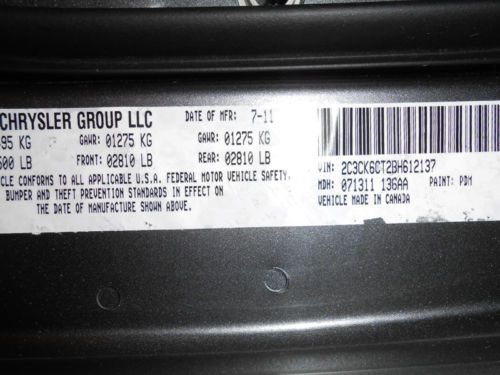 CHRYSLER GROUP LLC DATE OF MFR: 7-11
95 KG GAWR: 01275 KG GAWR: 01275 KG
500 LB FRONT: 02810 LB REAR: 02810 LB
CLE CONFORMS TO ALL APPLICABLE U.S.A. FEDERAL MOTOR VEHICLE SAFETY,
BUMPER AND THEFT PREVENTION STANDARDS IN EFFECT ON
THE DATE OF MANUFACTURE SHOWN ABOVE.
VIN: 2C3CK6CT2BH612137
MDH: 071311 136AA PAINT: PDM
VEHICLE MADE IN CANADA